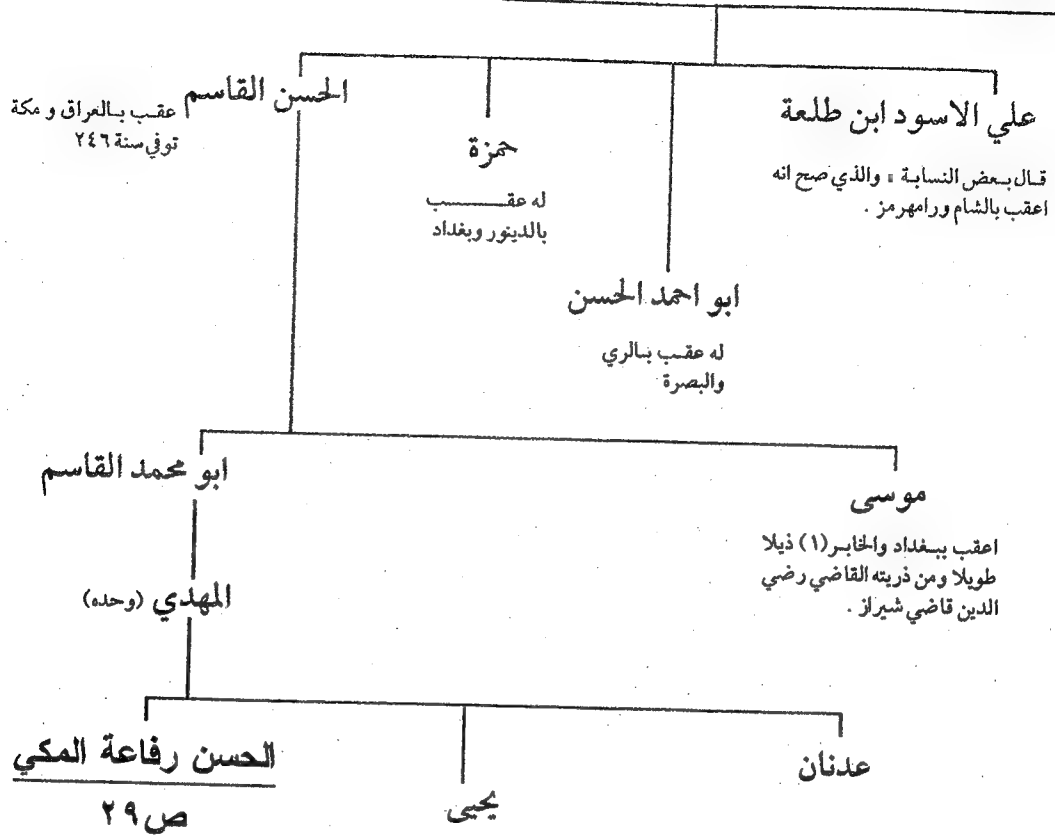 علي الاسود ابن طلعة
قال بعض النسابة : والذي صح انه
اعقب بالشام ورامهرمز .
حمزة
له عقب
بالدينور وبغداد
الحسن القاسم
عقب بالعراق و مكة
توفي سنة ٢٤٦
ابو احمد الحسن
له عقب بالري
والبصرة
موسى
اعقب ببغداد والخابر (١) ذيلا
طويلا ومن ذريته القاضي رضي
الدين قاضي شيراز .
ابو محمد القاسم
المهدي (وحده)
عدنان
يحيى
الحسن رفاعة المكي
ص ٢٩